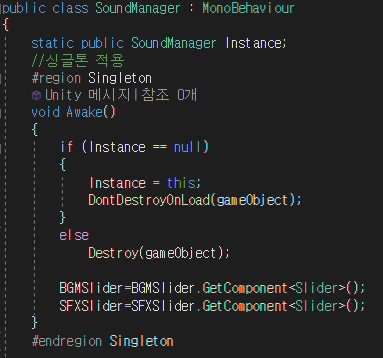 public class SoundManager : MonoBehaviour
{
    static public SoundManager Instance;
    //싱글톤 적용
    #region Singleton
    Unity 메시지|참조 0개
    void Awake()
    {
        if (Instance == null)
        {
            Instance = this;
            DontDestroyOnLoad(gameObject);
        }
        else
            Destroy(gameObject);

        BGMSlider=BGMSlider.GetComponent<Slider>();
        SFXSlider=SFXSlider.GetComponent<Slider>();
    }
    #endregion Singleton